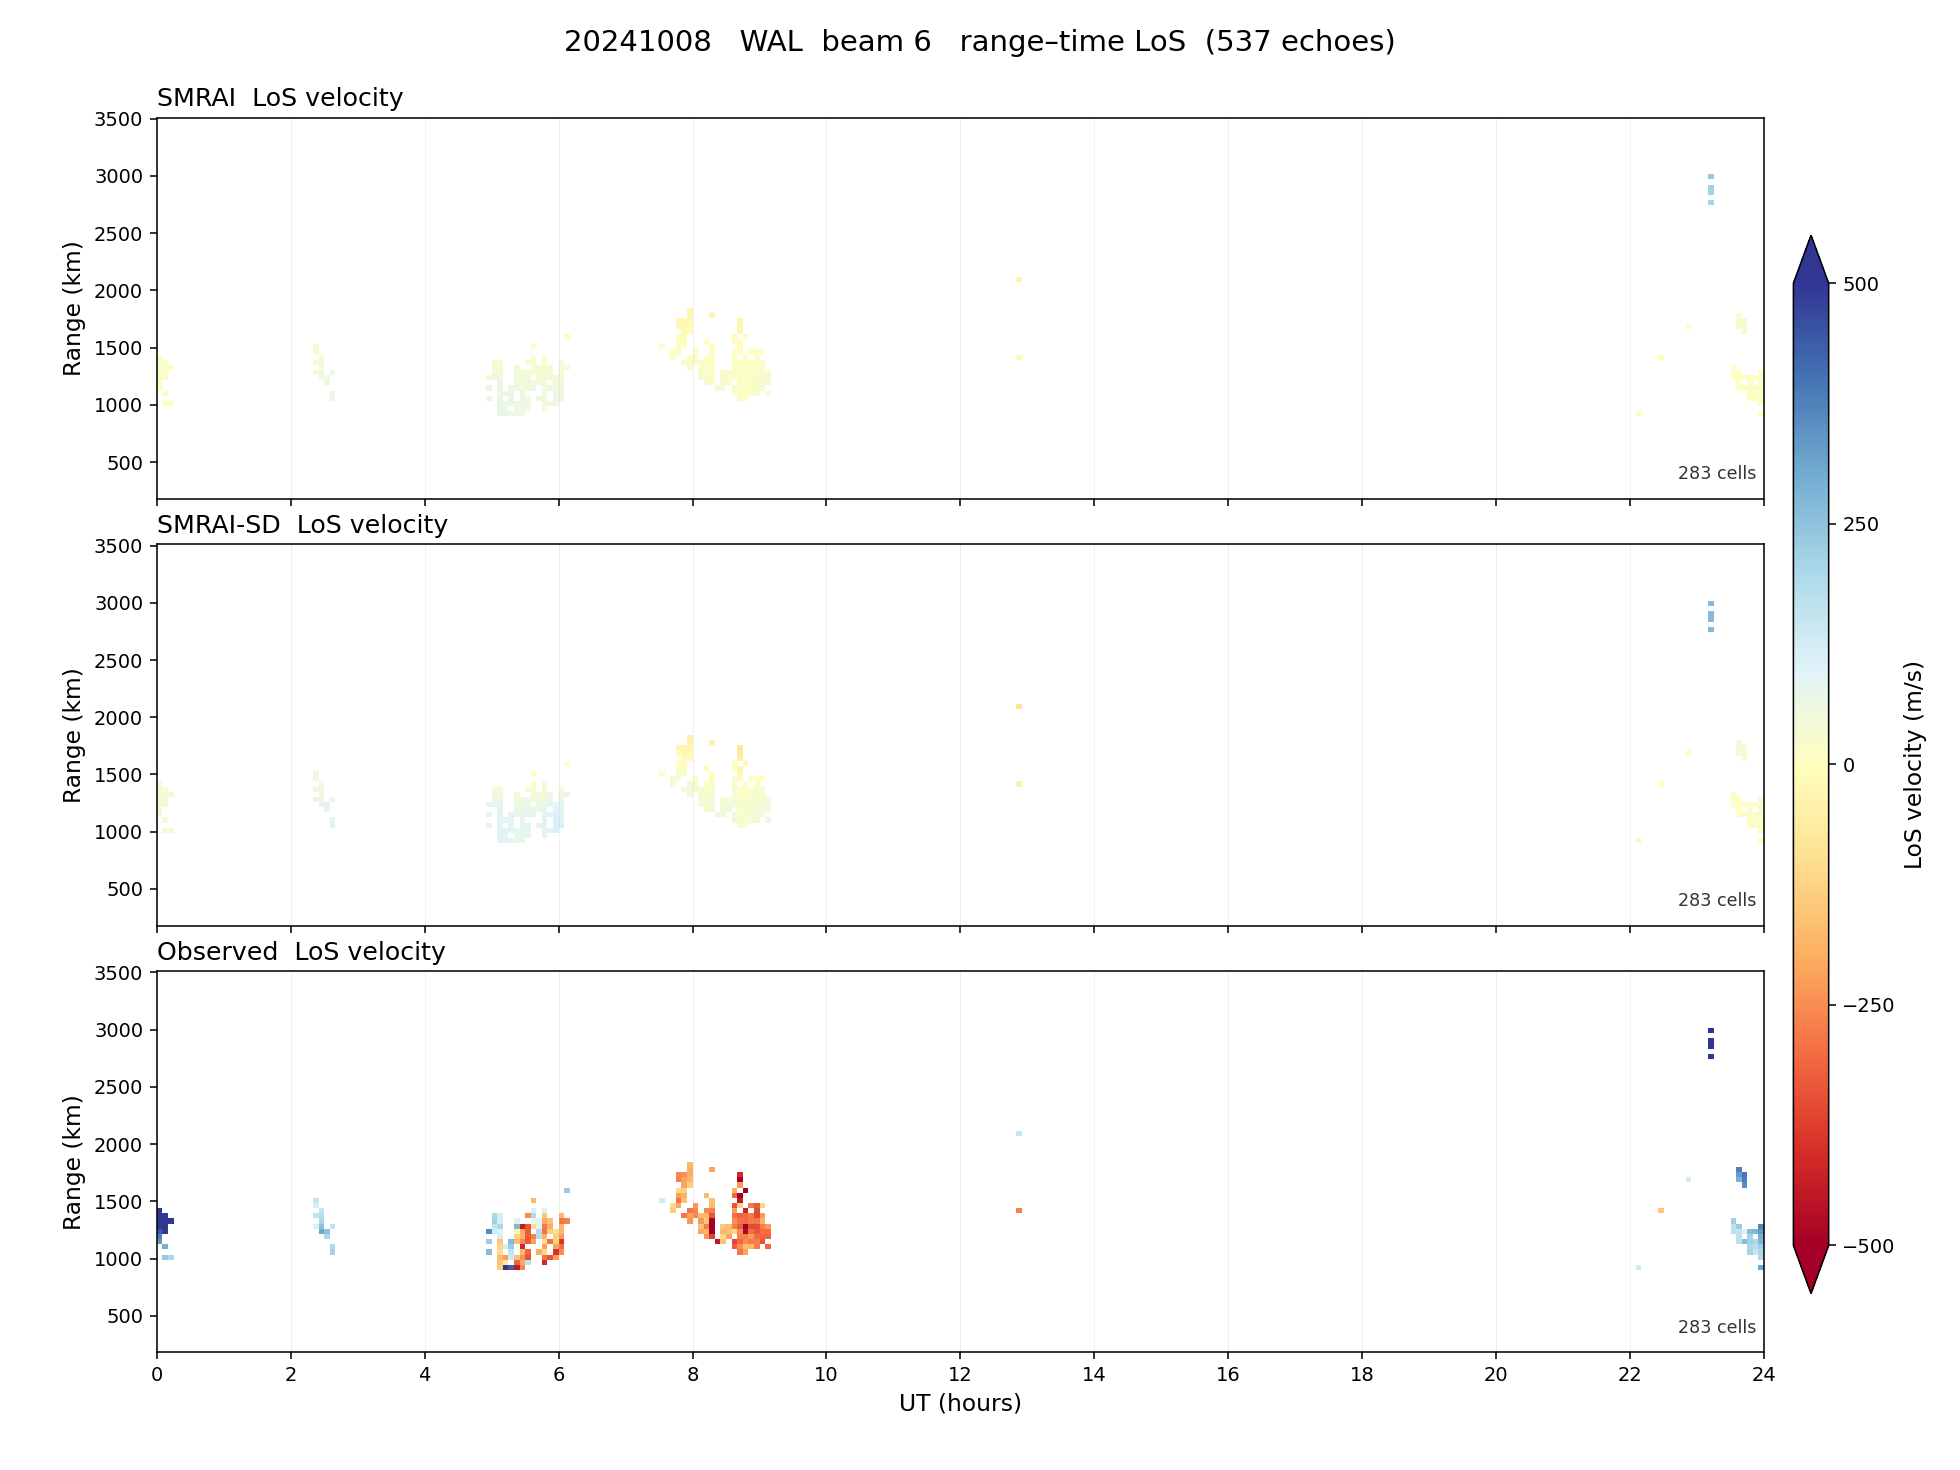 20241008 WAL beam 6 range–time LoS (537 echoes)
SMRAI LoS velocity
3500
3000
2500
2000
1500
1000
500
Range (km)
283 cells
SMRAI-SD LoS velocity
3500
3000
2500
2000
1500
1000
500
Range (km)
283 cells
Observed LoS velocity
3500
3000
2500
2000
1500
1000
500
Range (km)
283 cells
0 2 4 6 8 10 12 14 16 18 20 22 24
UT (hours)
500
250
0
−250
−500
LoS velocity (m/s)